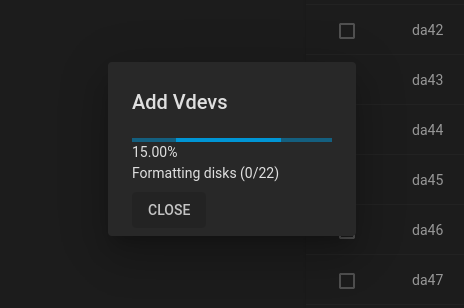 da42
da43
Add Vdevs
da44
15.00%
Formatting disks (0/22)
da45
CLOSE
da46
da47